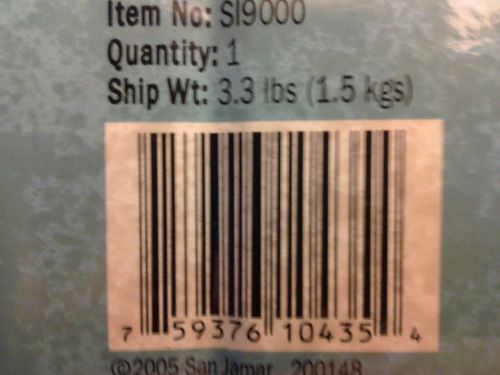 Item No: SI9000
Quantity: 1
Ship Wt: 3.3 lbs (1.5 kgs)
7 59376 10435 4
©2005 San Jamar 200148